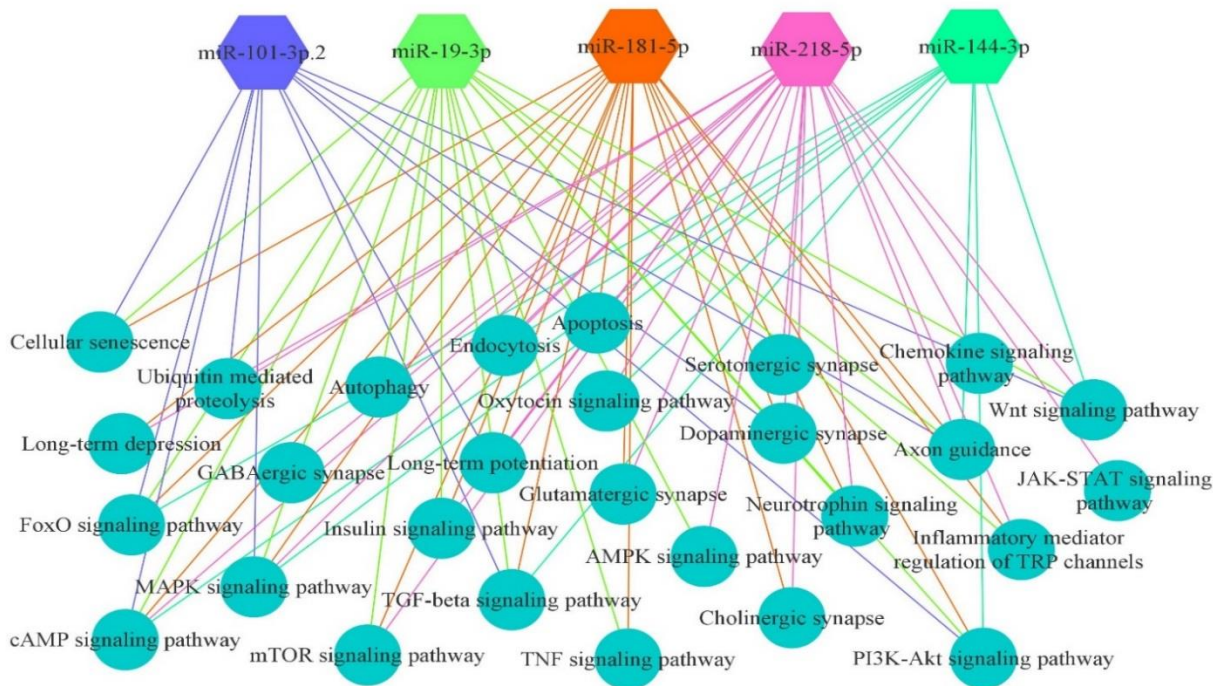 miR-101-3p.2
miR-19-3p
miR-181-5p
miR-218-5p
miR-144-3p
Cellular senescence
Ubiquitin mediated
proteolysis
Autophagy
Endocytosis
Apoptosis
Oxytocin signaling pathway
Serotonergic synapse
Chemokine signaling
pathway
Wnt signaling pathway
Long-term depression
GABAergic synapse
Long-term potentiation
Glutamatergic synapse
Dopaminergic synapse
Axon guidance
JAK-STAT signaling
pathway
FoxO signaling pathway
Insulin signaling pathway
Neurotrophin signaling
pathway
Inflammatory mediator
regulation of TRP channels
MAPK signaling pathway
TGF-beta signaling pathway
AMPK signaling pathway
Cholinergic synapse
cAMP signaling pathway
mTOR signaling pathway
TNF signaling pathway
PI3K-Akt signaling pathway